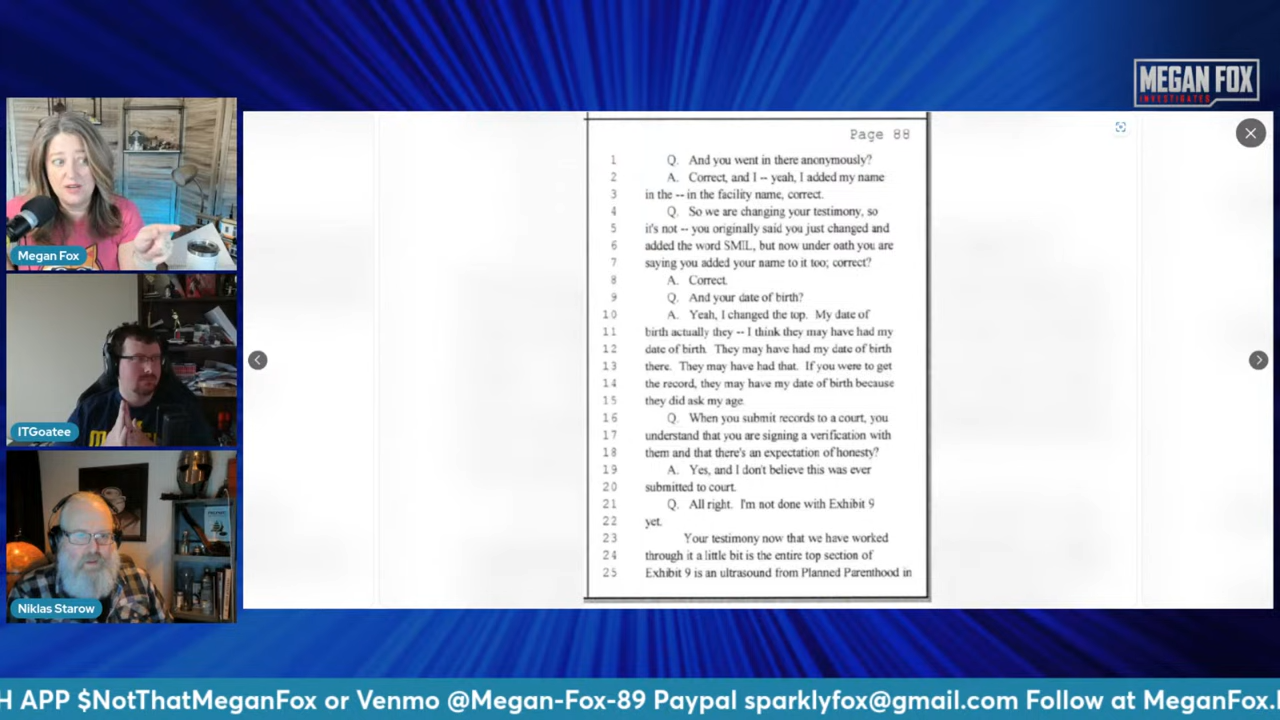 MEGAN FOX
INVESTIGATES
Megan Fox
ITGoatee
Niklas Starow
Page 88
1 Q. And you went in there anonymously?
2 A. Correct, and I -- yeah, I added my name
3 in the -- in the facility name, correct.
4 Q. So we are changing your testimony, so
5 it's not -- you originally said you just changed and
6 added the word SMIL, but now under oath you are
7 saying you added your name to it too; correct?
8 A. Correct.
9 Q. And your date of birth?
10 A. Yeah, I changed the top. My date of
11 birth actually they -- I think they may have had my
12 date of birth. They may have had my date of birth
13 there. They may have had that. If you were to get
14 the record, they may have my date of birth because
15 they did ask my age.
16 Q. When you submit records to a court, you
17 understand that you are signing a verification with
18 them and that there's an expectation of honesty?
19 A. Yes, and I don't believe this was ever
20 submitted to court.
21 Q. All right. I'm not done with Exhibit 9
22 yet.
23 Your testimony now that we have worked
24 through it a little bit is the entire top section of
25 Exhibit 9 is an ultrasound from Planned Parenthood in
H APP $NotThatMeganFox or Venmo @Megan-Fox-89 Paypal sparklyfox@gmail.com Follow at MeganFox.